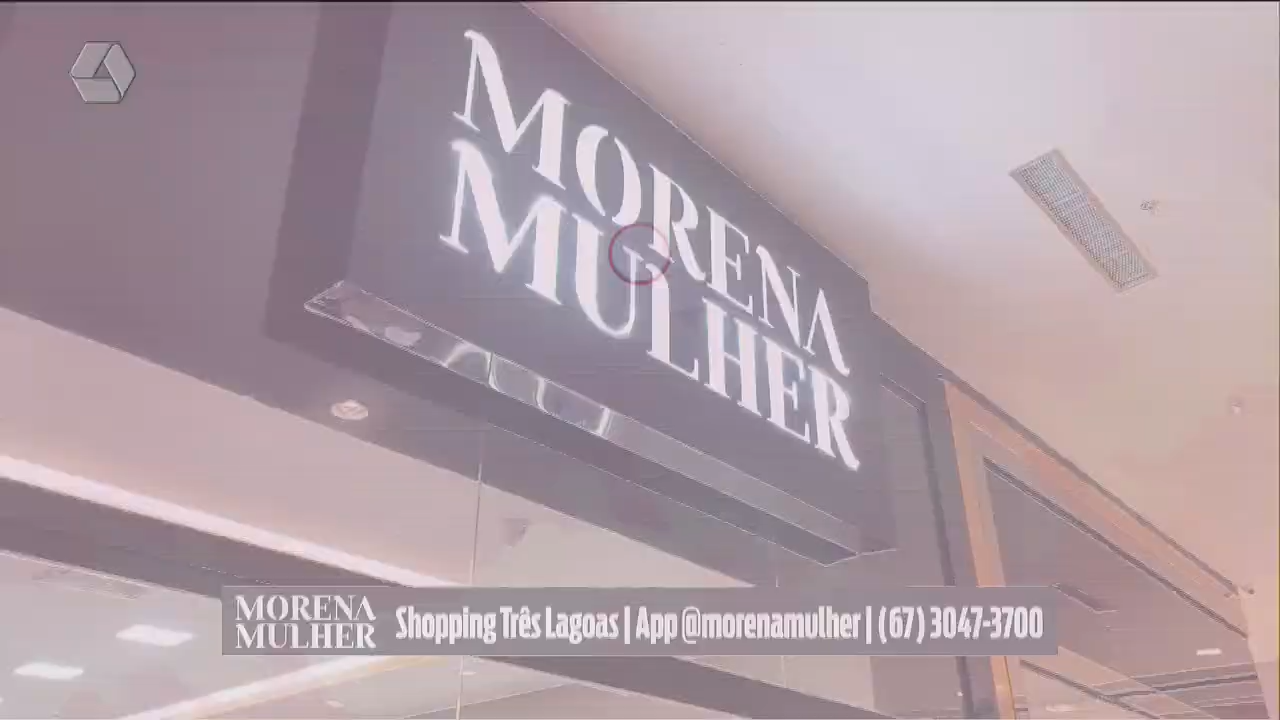 MORENA
MULHER
MORENA
MULHER
Shopping Três Lagoas | App @morenamulher | (67) 3047-3700